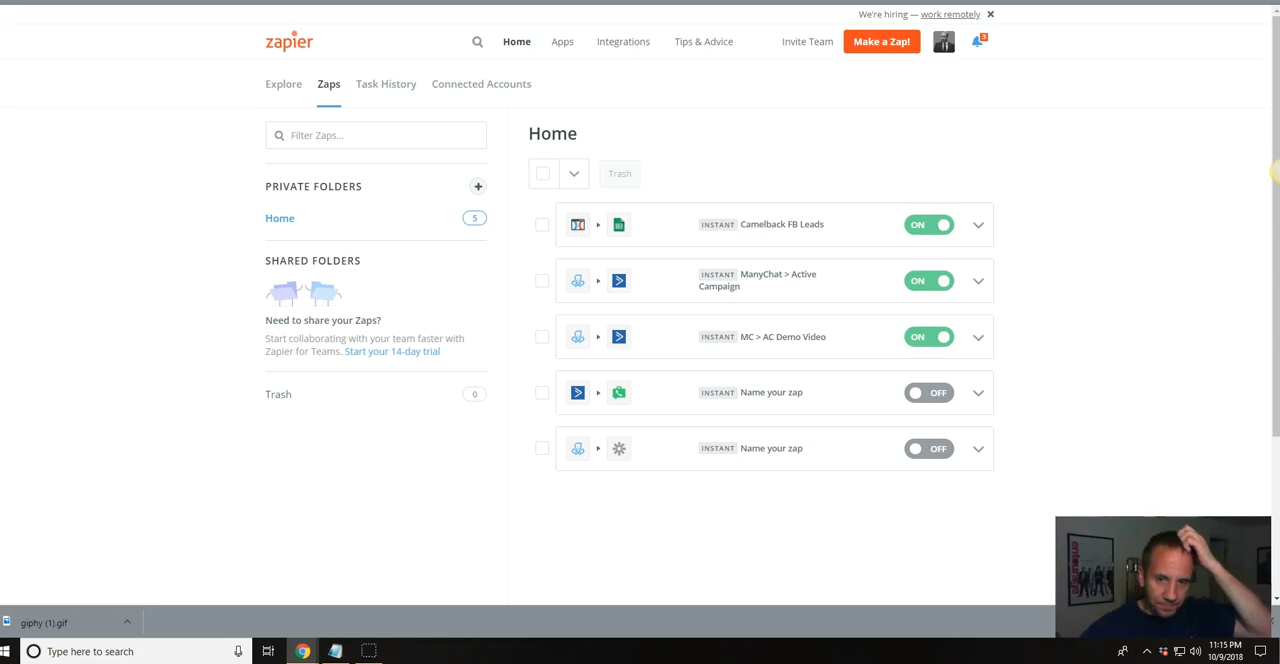 We're hiring — work remotely
zapier
Home
Apps
Integrations
Tips & Advice
Invite Team
Make a Zap!
3
Explore
Zaps
Task History
Connected Accounts
Filter Zaps...
PRIVATE FOLDERS
Home
5
SHARED FOLDERS
Need to share your Zaps?
Start collaborating with your team faster with
Zapier for Teams. Start your 14-day trial
Trash
0
Home
Trash
INSTANT Camelback FB Leads
ON
INSTANT ManyChat > Active
Campaign
ON
INSTANT MC > AC Demo Video
ON
INSTANT Name your zap
OFF
INSTANT Name your zap
OFF
giphy (1).gif
Type here to search
11:15 PM
10/9/2018